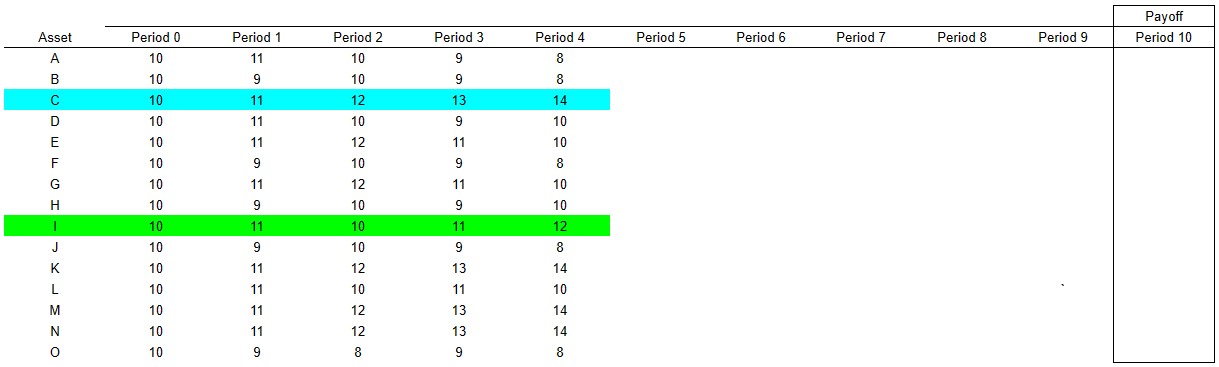 Payoff
Asset Period 0 Period 1 Period 2 Period 3 Period 4 Period 5 Period 6 Period 7 Period 8 Period 9 Period 10
A 10 11 10 9 8
B 10 9 10 9 8
C 10 11 12 13 14
D 10 11 10 9 10
E 10 11 12 11 10
F 10 9 10 9 8
G 10 11 12 11 10
H 10 9 10 9 10
I 10 11 10 11 12
J 10 9 10 9 8
K 10 11 12 13 14
L 10 11 10 11 10 `
M 10 11 12 13 14
N 10 11 12 13 14
O 10 9 8 9 8